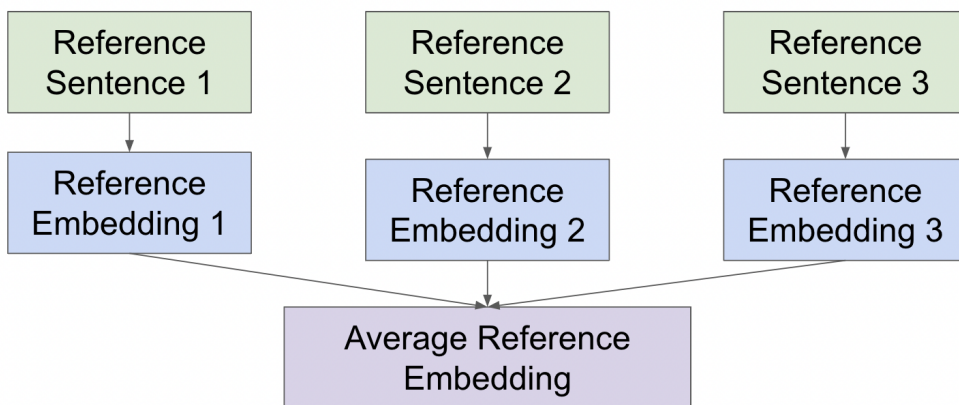 Reference
Sentence 1
Reference
Sentence 2
Reference
Sentence 3
Reference
Embedding 1
Reference
Embedding 2
Reference
Embedding 3
Average Reference
Embedding